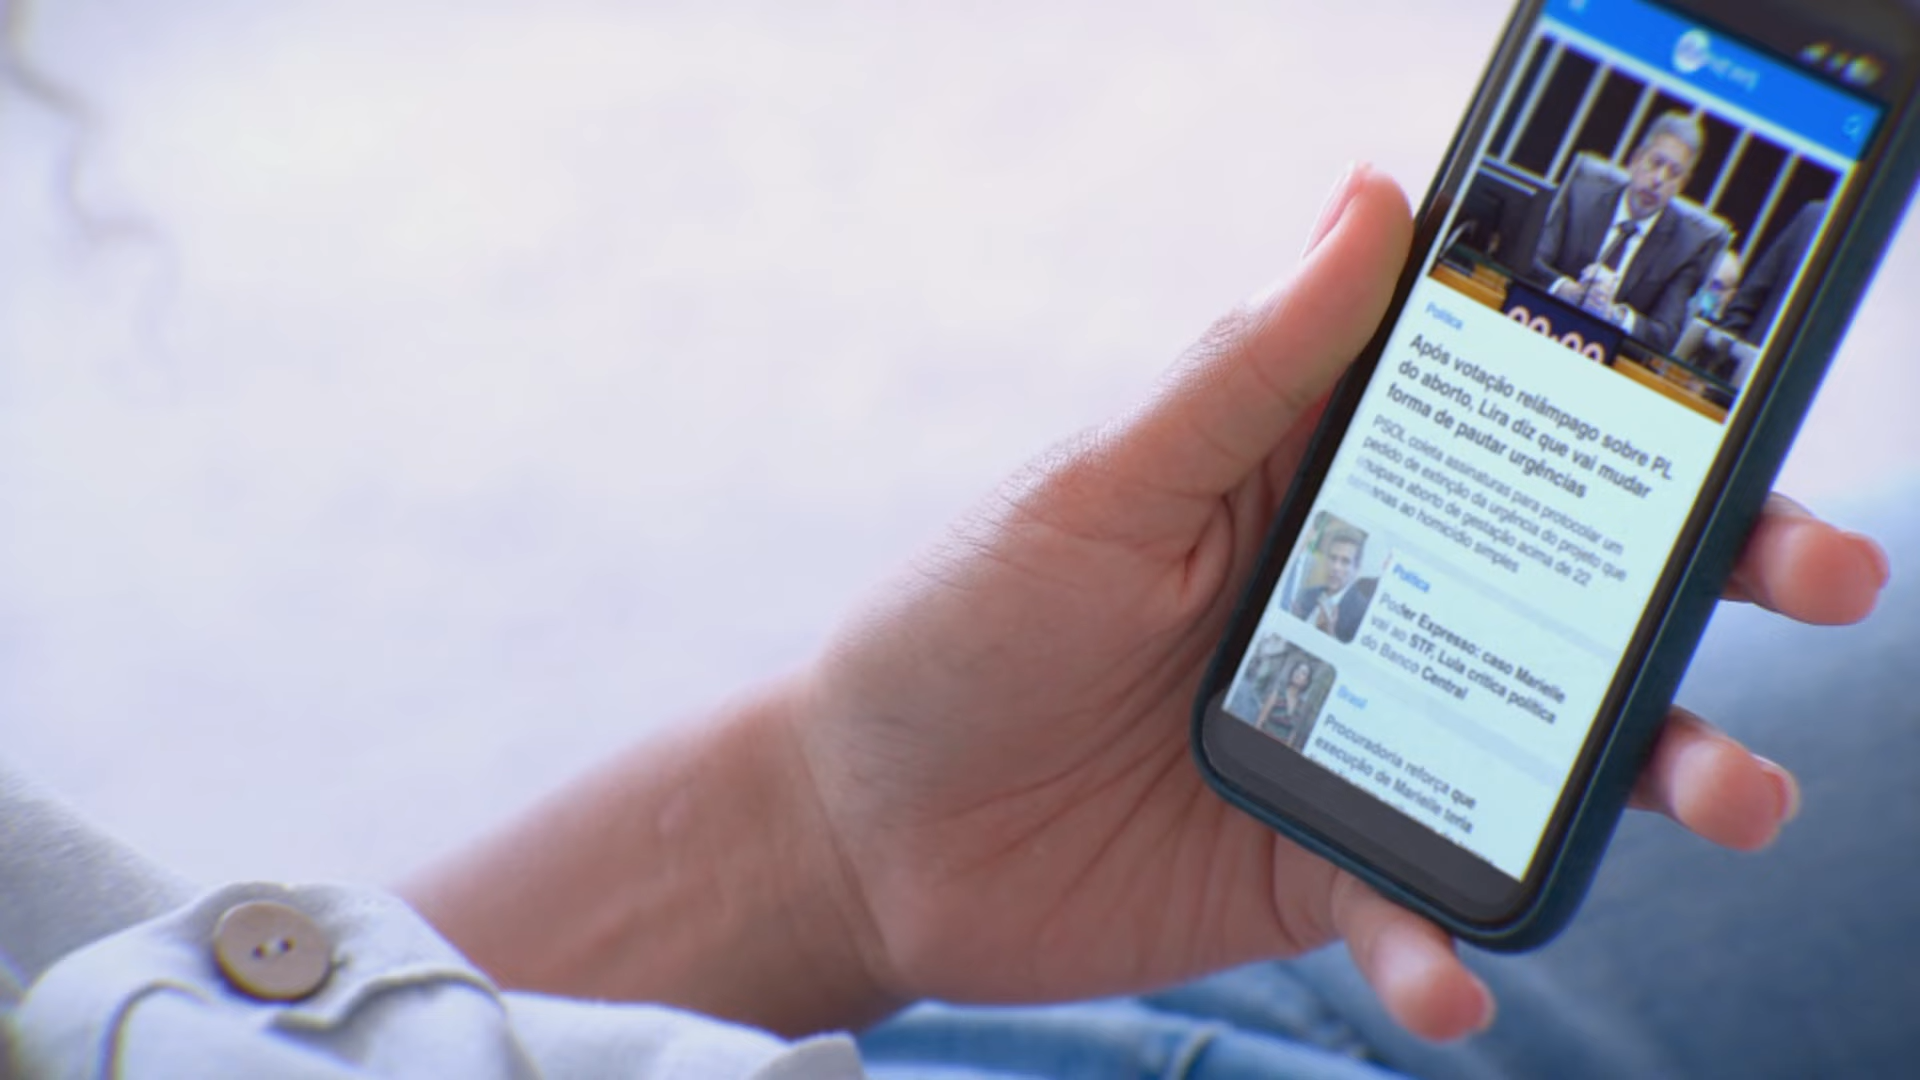 news
Política
Após votação relâmpago sobre PL
do aborto, Lira diz que vai mudar
forma de pautar urgências
PSOL coleta assinaturas para protocolar um
pedido de extinção da urgência do projeto que
equipara aborto de gestação acima de 22
semanas ao homicídio simples
Política
Poder Expresso: caso Marielle
vai ao STF, Lula critica política
do Banco Central
Brasil
Procuradoria reforça que
execução de Marielle teria